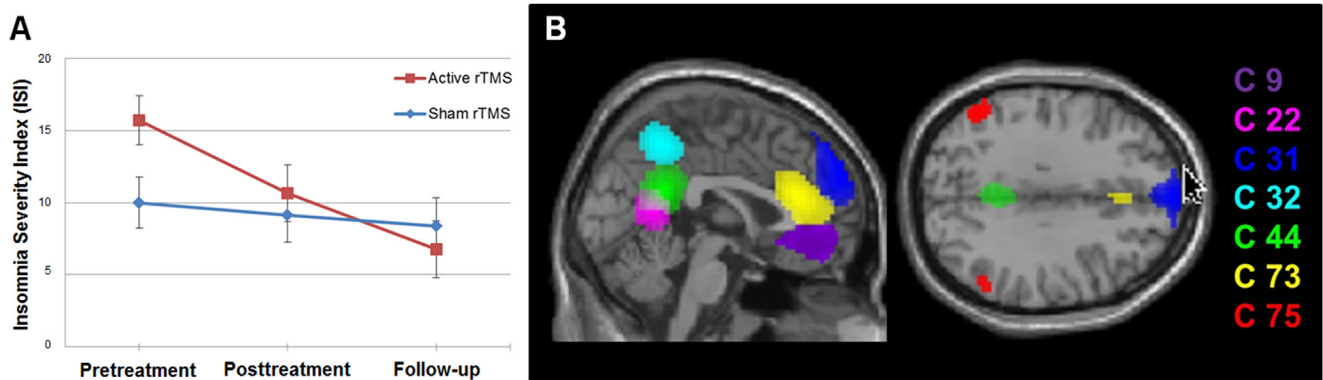 A
Insomnia Severity Index (ISI)
20
15
10
5
0
Active rTMS
Sham rTMS
Pretreatment
Posttreatment
Follow-up
B
C 9
C 22
C 31
C 32
C 44
C 73
C 75